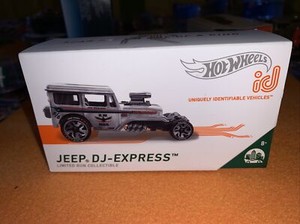 HOT WHEELS
id
UNIQUELY IDENTIFIABLE VEHICLES™
JEEP® DJ-EXPRESS™
LIMITED RUN COLLECTIBLE
8+